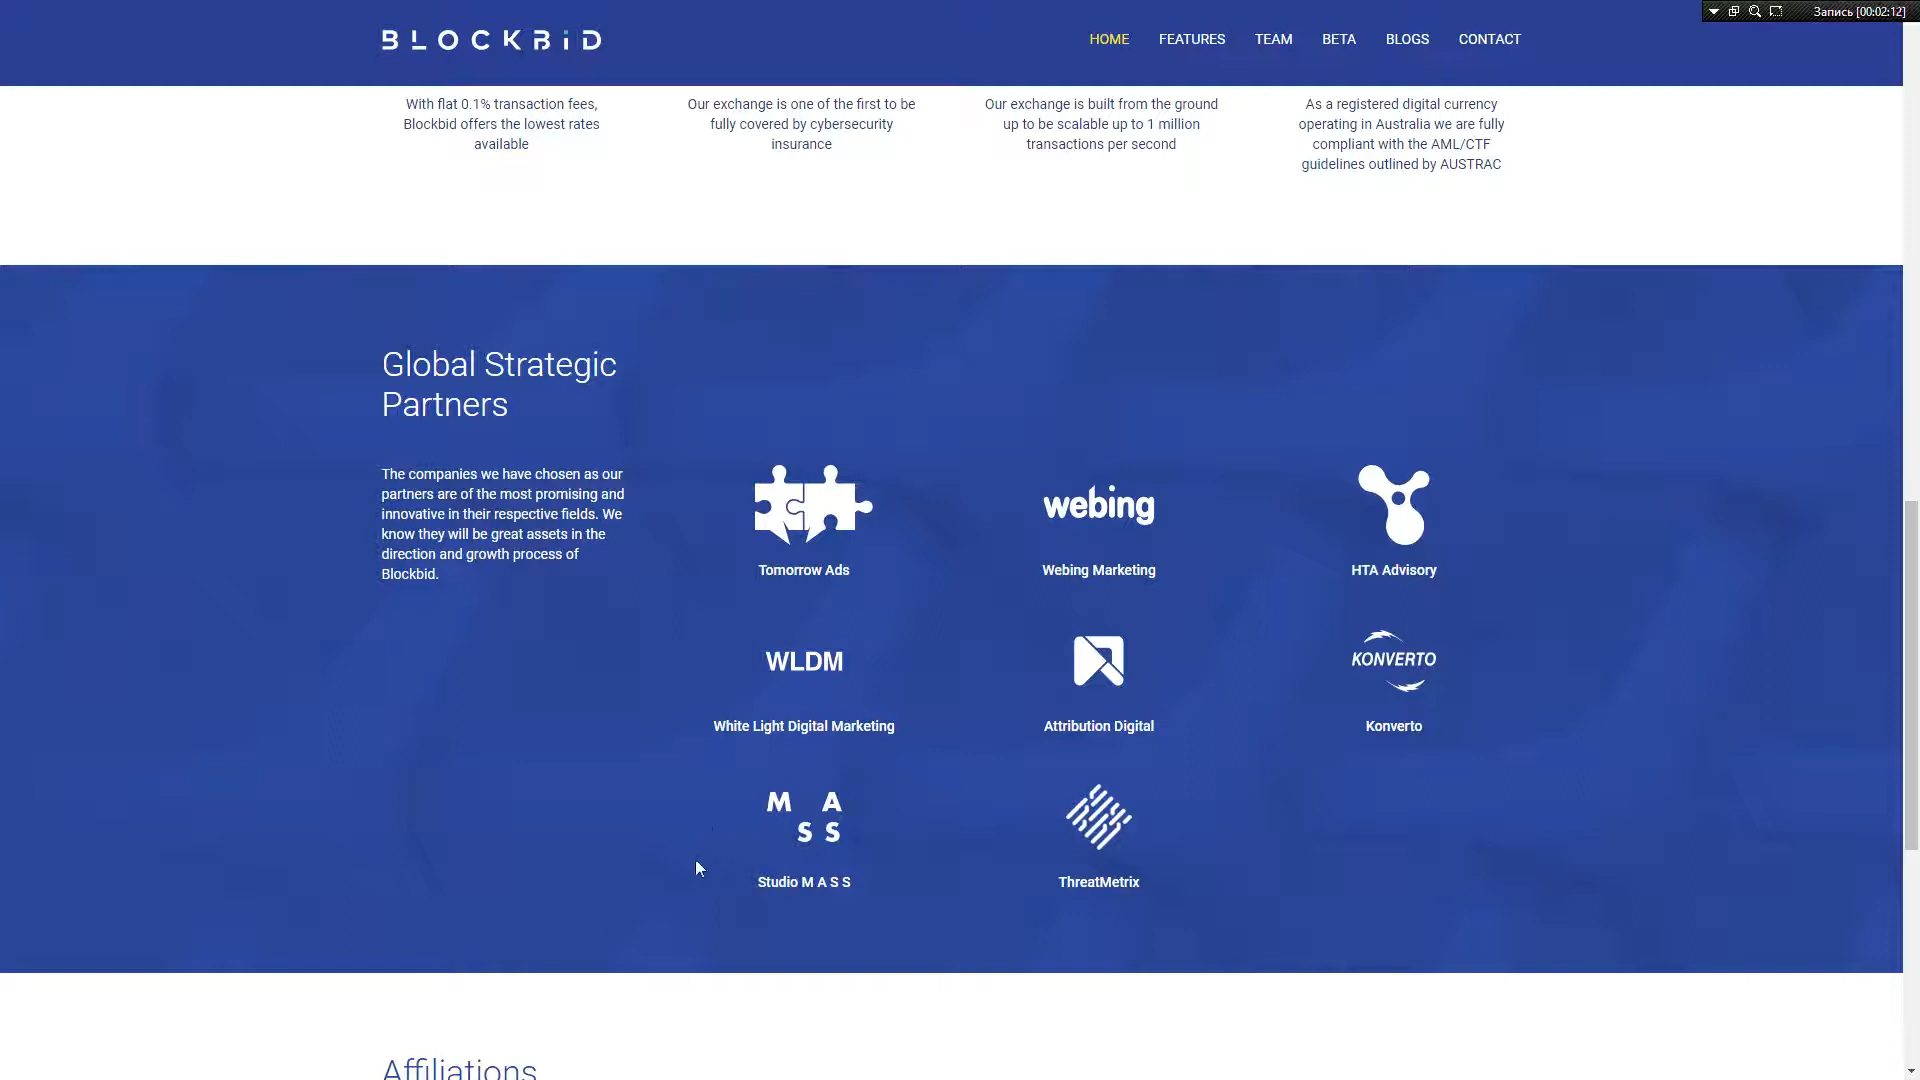 Запись [00:02:12]
BLOCKBID
HOME FEATURES TEAM BETA BLOGS CONTACT
With flat 0.1% transaction fees,
Blockbid offers the lowest rates
available
Our exchange is one of the first to be
fully covered by cybersecurity
insurance
Our exchange is built from the ground
up to be scalable up to 1 million
transactions per second
As a registered digital currency
operating in Australia we are fully
compliant with the AML/CTF
guidelines outlined by AUSTRAC
Global Strategic
Partners
The companies we have chosen as our
partners are of the most promising and
innovative in their respective fields. We
know they will be great assets in the
direction and growth process of
Blockbid.
Tomorrow Ads
webing
Webing Marketing
HTA Advisory
WLDM
White Light Digital Marketing
Attribution Digital
KONVERTO
Konverto
M A
S S
Studio M A S S
ThreatMetrix
Affiliations